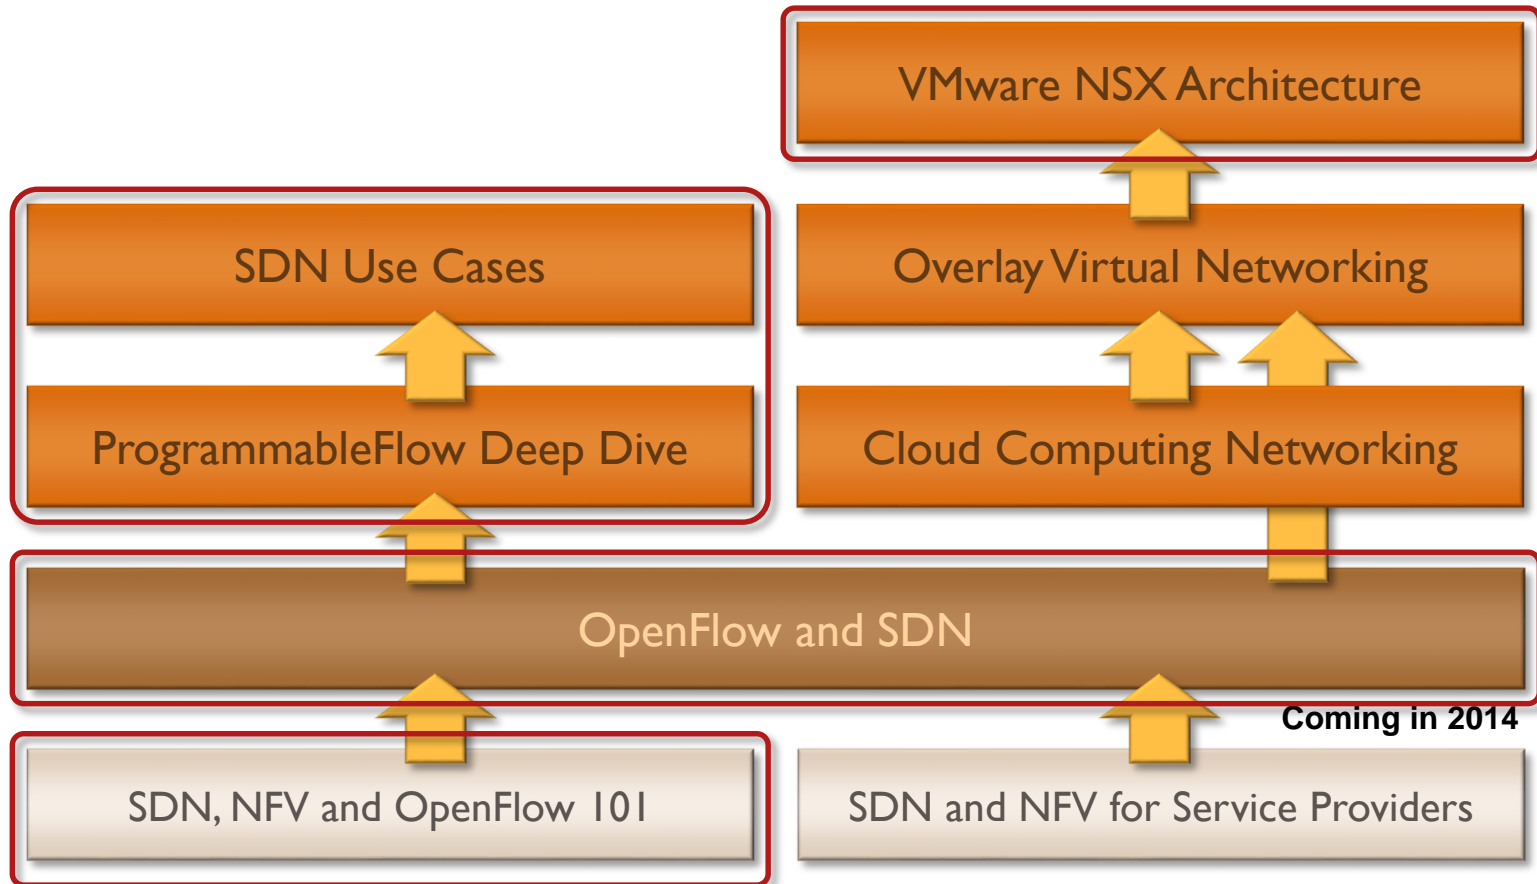 VMware NSX Architecture
SDN Use Cases
Overlay Virtual Networking
ProgrammableFlow Deep Dive
Cloud Computing Networking
OpenFlow and SDN
Coming in 2014
SDN, NFV and OpenFlow 101
SDN and NFV for Service Providers